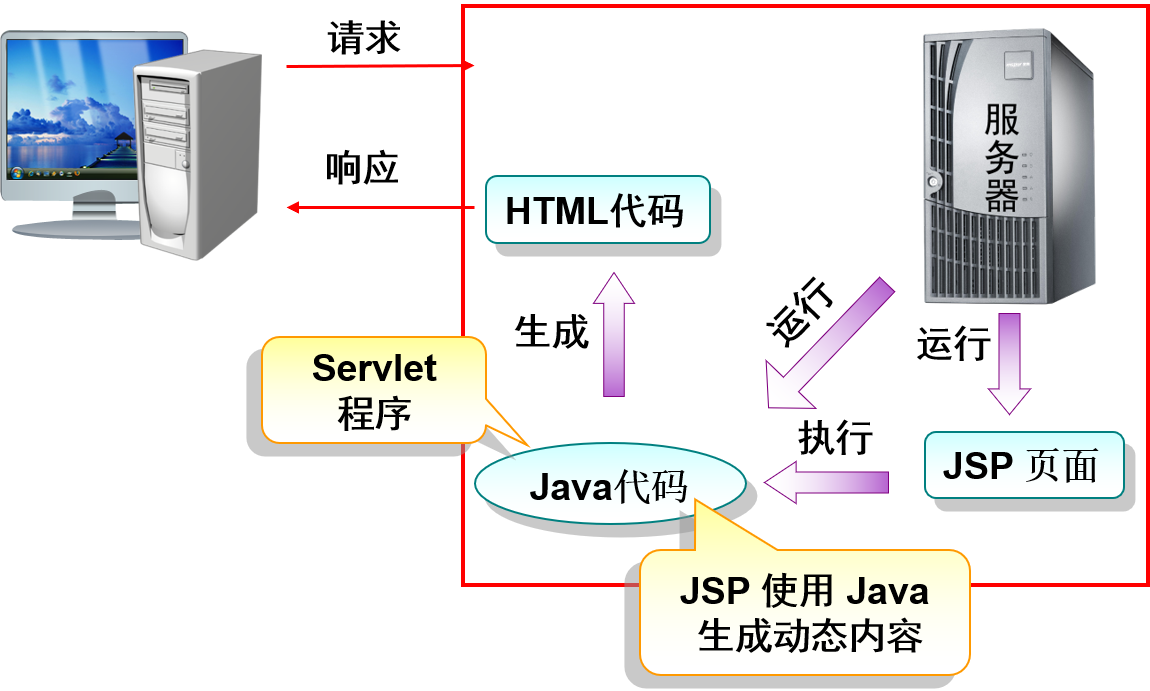 请求
响应
HTML代码
服
务
器
生成
运行
运行
Servlet
程序
执行
JSP 页面
Java代码
JSP 使用 Java
生成动态内容